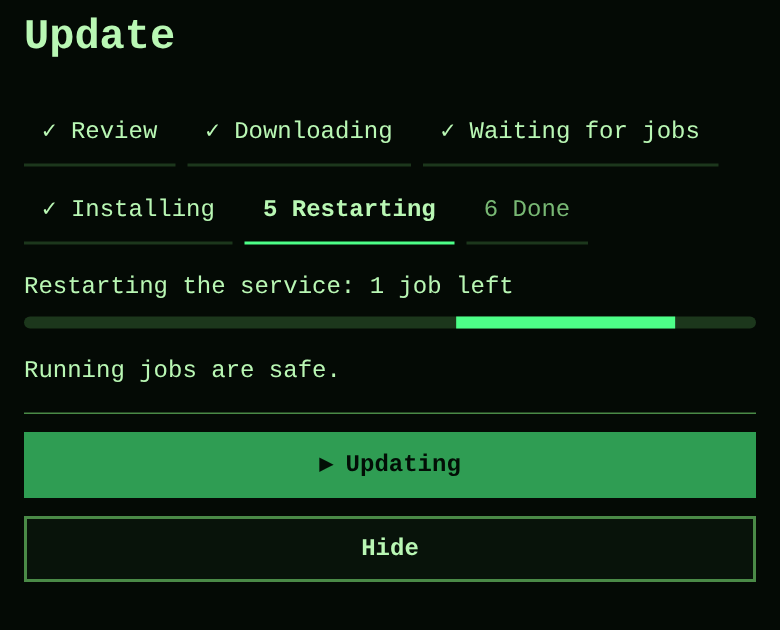 Update
✓ Review ✓ Downloading ✓ Waiting for jobs
✓ Installing 5 Restarting 6 Done
Restarting the service: 1 job left
Running jobs are safe.
▶ Updating
Hide